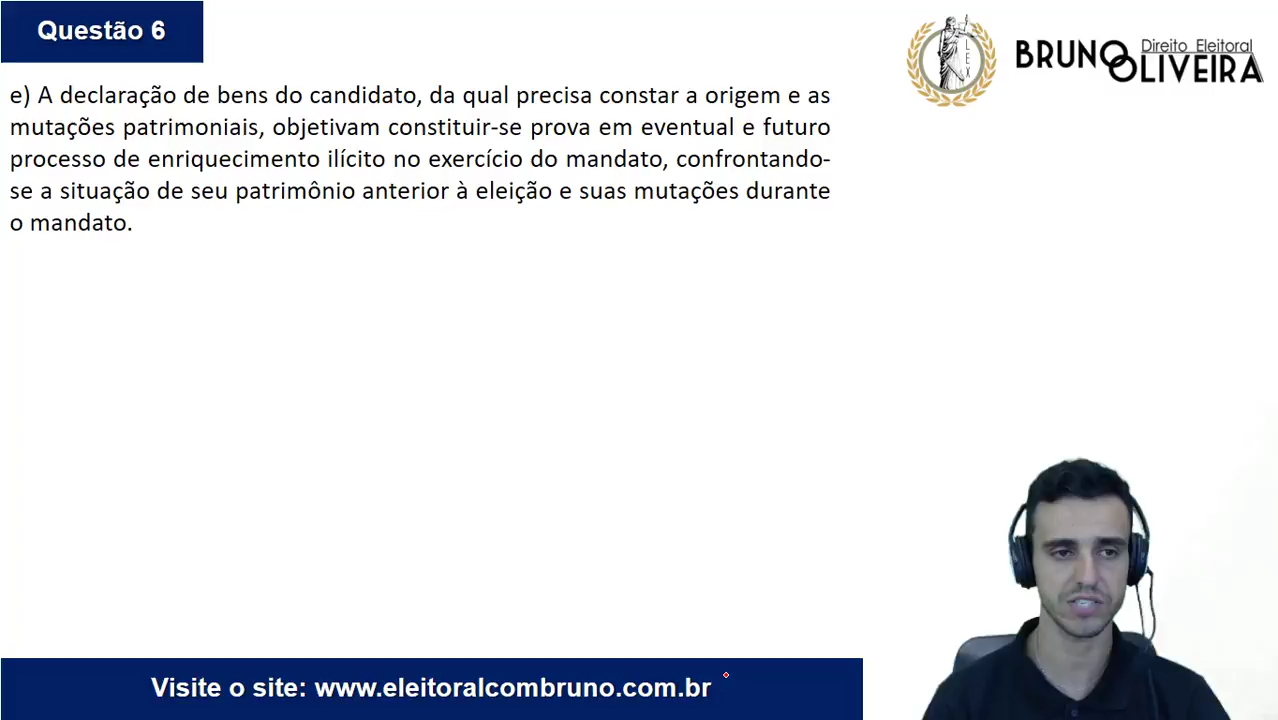 Questão 6
BRUNO OLIVEIRA
Direito Eleitoral
LEX
e) A declaração de bens do candidato, da qual precisa constar a origem e as
mutações patrimoniais, objetivam constituir-se prova em eventual e futuro
processo de enriquecimento ilícito no exercício do mandato, confrontando-
se a situação de seu patrimônio anterior à eleição e suas mutações durante
o mandato.
Visite o site: www.eleitoralcombruno.com.br